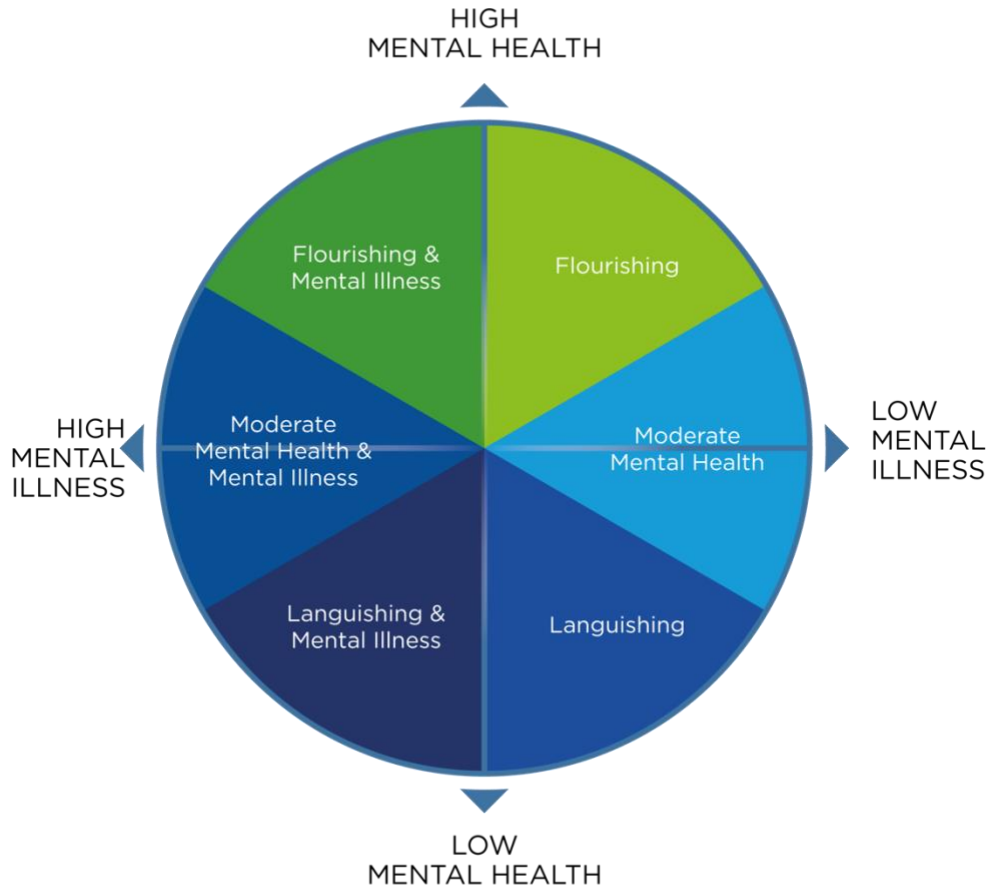 HIGH
MENTAL HEALTH
Flourishing &
Mental Illness
Flourishing
HIGH
MENTAL
ILLNESS
Moderate
Mental Health &
Mental Illness
Moderate
Mental Health
LOW
MENTAL
ILLNESS
Languishing &
Mental Illness
Languishing
LOW
MENTAL HEALTH